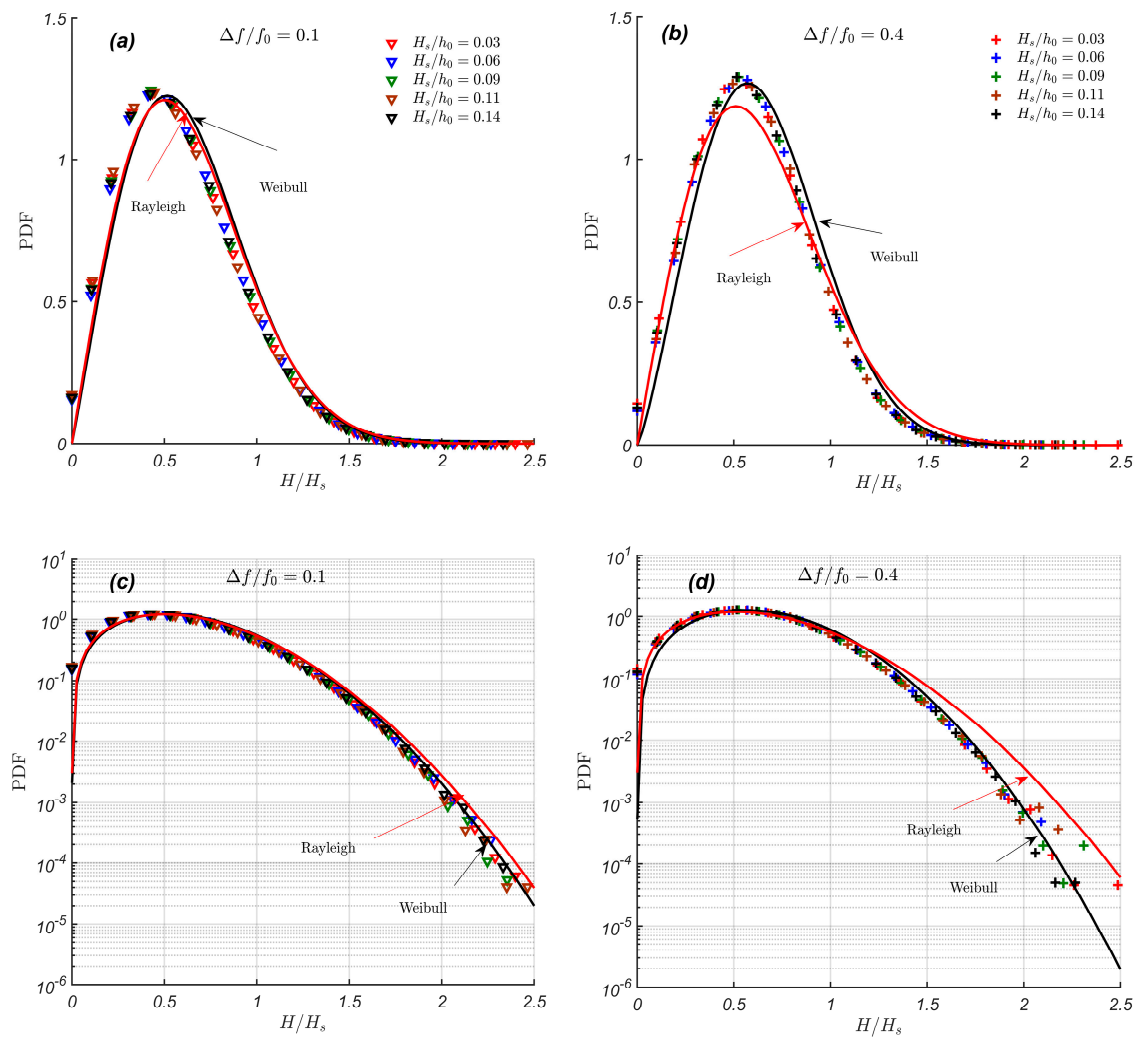 (a)
Δf/f₀ = 0.1
H_s/h₀ = 0.03
H_s/h₀ = 0.06
H_s/h₀ = 0.09
H_s/h₀ = 0.11
H_s/h₀ = 0.14
Weibull
Rayleigh
PDF
1.5
1
0.5
0
0 0.5 1 1.5 2 2.5
H/H_s
(b)
Δf/f₀ = 0.4
H_s/h₀ = 0.03
H_s/h₀ = 0.06
H_s/h₀ = 0.09
H_s/h₀ = 0.11
H_s/h₀ = 0.14
Weibull
Rayleigh
PDF
1.5
1
0.5
0
0 0.5 1 1.5 2 2.5
H/H_s
(c)
Δf/f₀ = 0.1
Rayleigh
Weibull
PDF
10¹
10⁰
10⁻¹
10⁻²
10⁻³
10⁻⁴
10⁻⁵
10⁻⁶
0 0.5 1 1.5 2 2.5
H/H_s
(d)
Δf/f₀ − 0.4
Rayleigh
Weibull
PDF
10¹
10⁰
10⁻¹
10⁻²
10⁻³
10⁻⁴
10⁻⁵
10⁻⁶
0 0.5 1 1.5 2 2.5
H/H_s